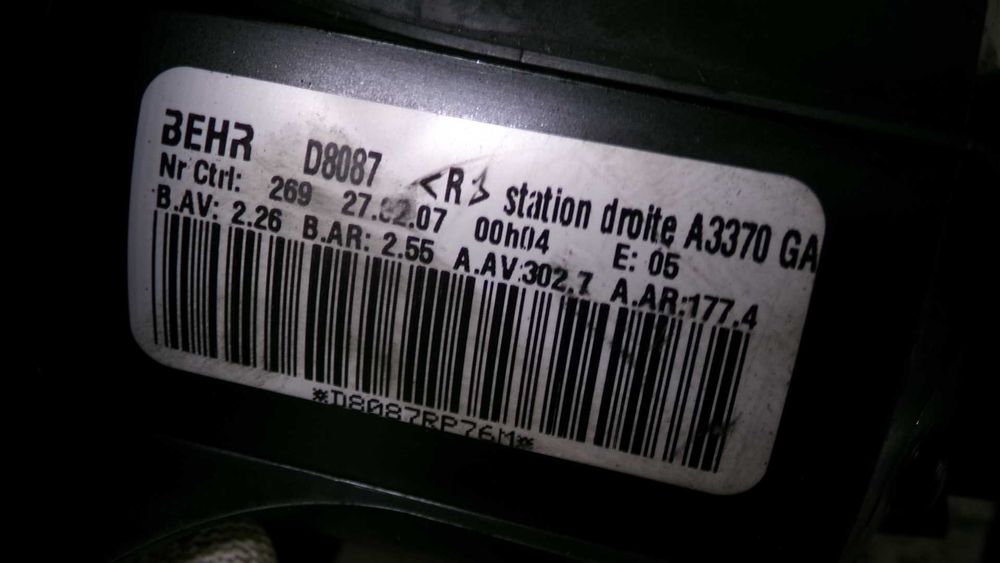 BEHR D8087 <R> station droite A3370 GA
Nr Ctrl: 269 27.02.07 00h04 E: 05
B.AV: 2.26 B.AR: 2.55 A.AV:302.7 A.AR:177.4
*D8087RP76M*